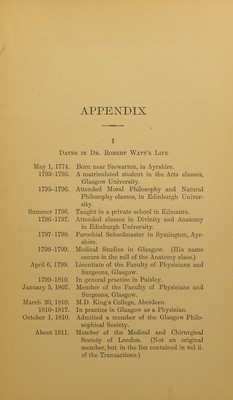 APPENDIX
I
Dates in Dr. Robert Watt's Life
May 1, 1774. Born near Stewarton, in Ayrshire.
1793-1795. A matriculated student in the Arts classes,
Glasgow University.
1795-1796. Attended Moral Philosophy and Natural
Philosophy classes, in Edinburgh Univer-
sity.
Summer 1796. Taught in a private school in Kilmaurs.
1796-1797. Attended classes in Divinity and Anatomy
in Edinburgh University.
1797-1798. Parochial Schoolmaster in Symington, Ayr-
shire.
1798-1799. Medical Studies in Glasgow. (His name
occurs in the roll of the Anatomy class.)
April 6, 1799. Licentiate of the Faculty of Physicians and
Surgeons, Glasgow.
1799-1810. In general practice in Paisley.
January 5, 1807. Member of the Faculty of Physicians and
Surgeons, Glasgow.
March 20, 1810. M.D. King's College, Aberdeen.
1810-1817. In practice in Glasgow as a Physician.
October 1, 1810. Admitted a member of the Glasgow Philo-
sophical Society.
About 1811. Member of the Medical and Chirurgical
Society of London. (Not an original
member, but in the list contained in vol ii.
of the Transactions.)